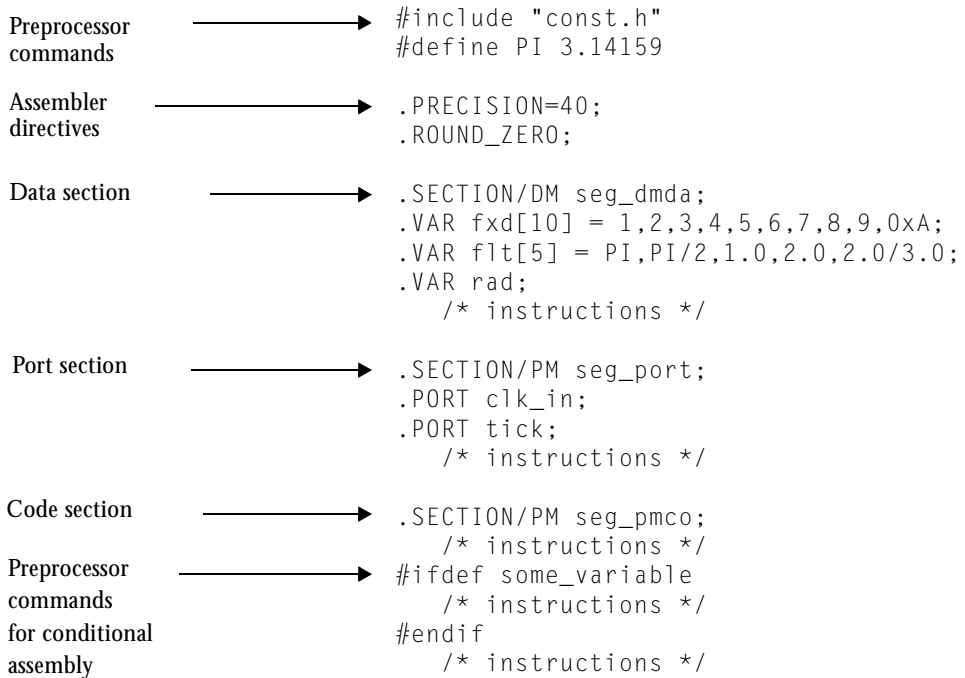 Preprocessor
commands
#include "const.h"
#define PI 3.14159
Assembler
directives
.PRECISION=40;
.ROUND_ZERO;
Data section
.SECTION/DM seg_dmda;
.VAR fxd[10] = 1,2,3,4,5,6,7,8,9,0xA;
.VAR flt[5] = PI,PI/2,1.0,2.0,2.0/3.0;
.VAR rad;
/* instructions */
Port section
.SECTION/PM seg_port;
.PORT clk_in;
.PORT tick;
/* instructions */
Code section
.SECTION/PM seg_pmco;
/* instructions */
Preprocessor
commands
for conditional
assembly
#ifdef some_variable
/* instructions */
#endif
/* instructions */